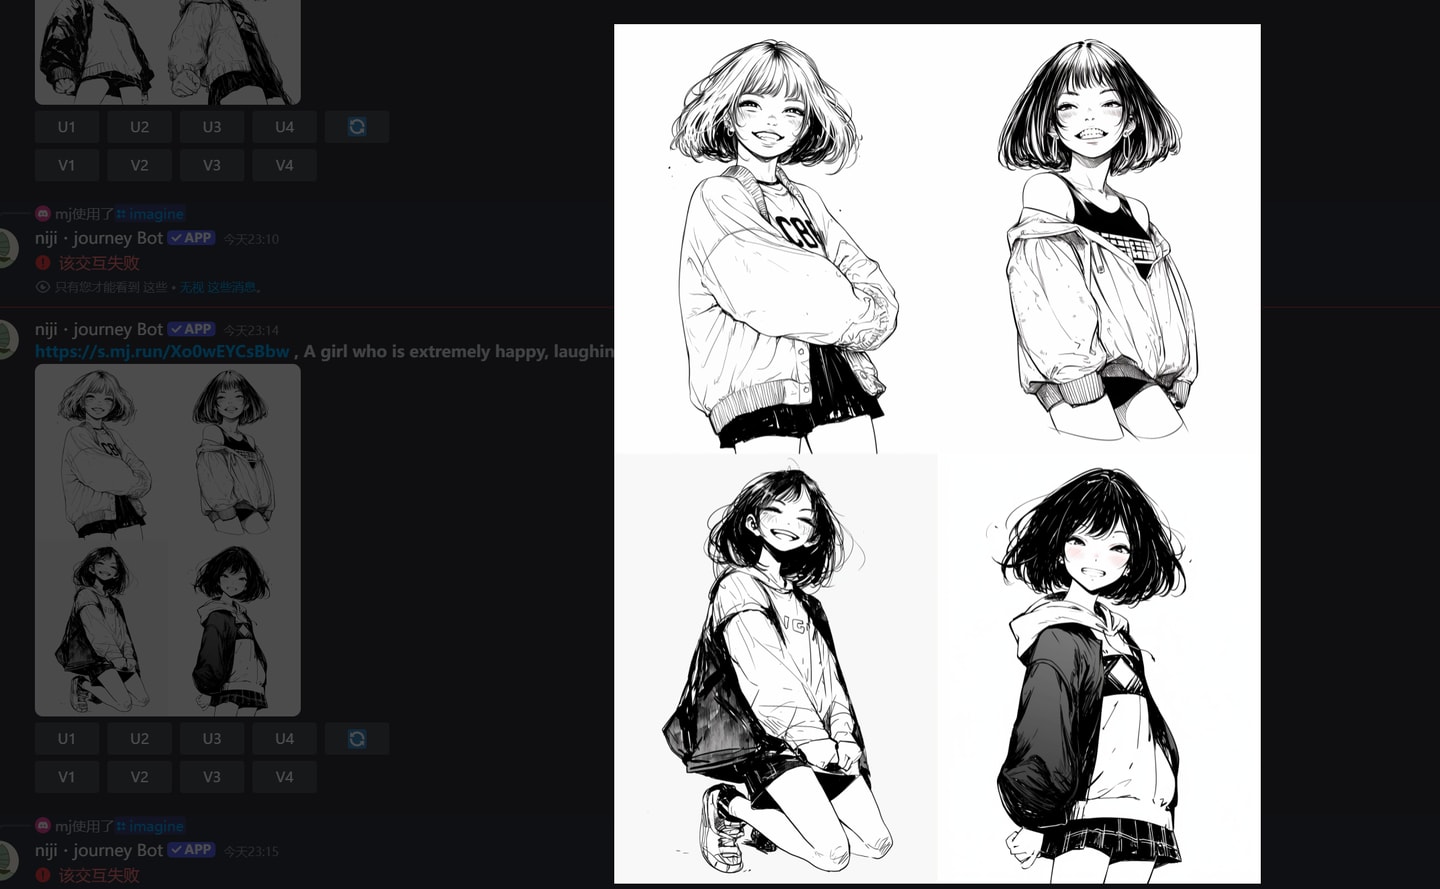 U1 U2 U3 U4
V1 V2 V3 V4
mj使用了 imagine
niji · journey Bot ✓ APP 今天23:10
该交互失败
只有您才能看到 这些 • 无视 这些消息。
niji · journey Bot ✓ APP 今天23:14
https://s.mj.run/Xo0wEYCsBbw , A girl who is extremely happy, laughin
CB
U1 U2 U3 U4
V1 V2 V3 V4
mj使用了 imagine
niji · journey Bot ✓ APP 今天23:15
该交互失败